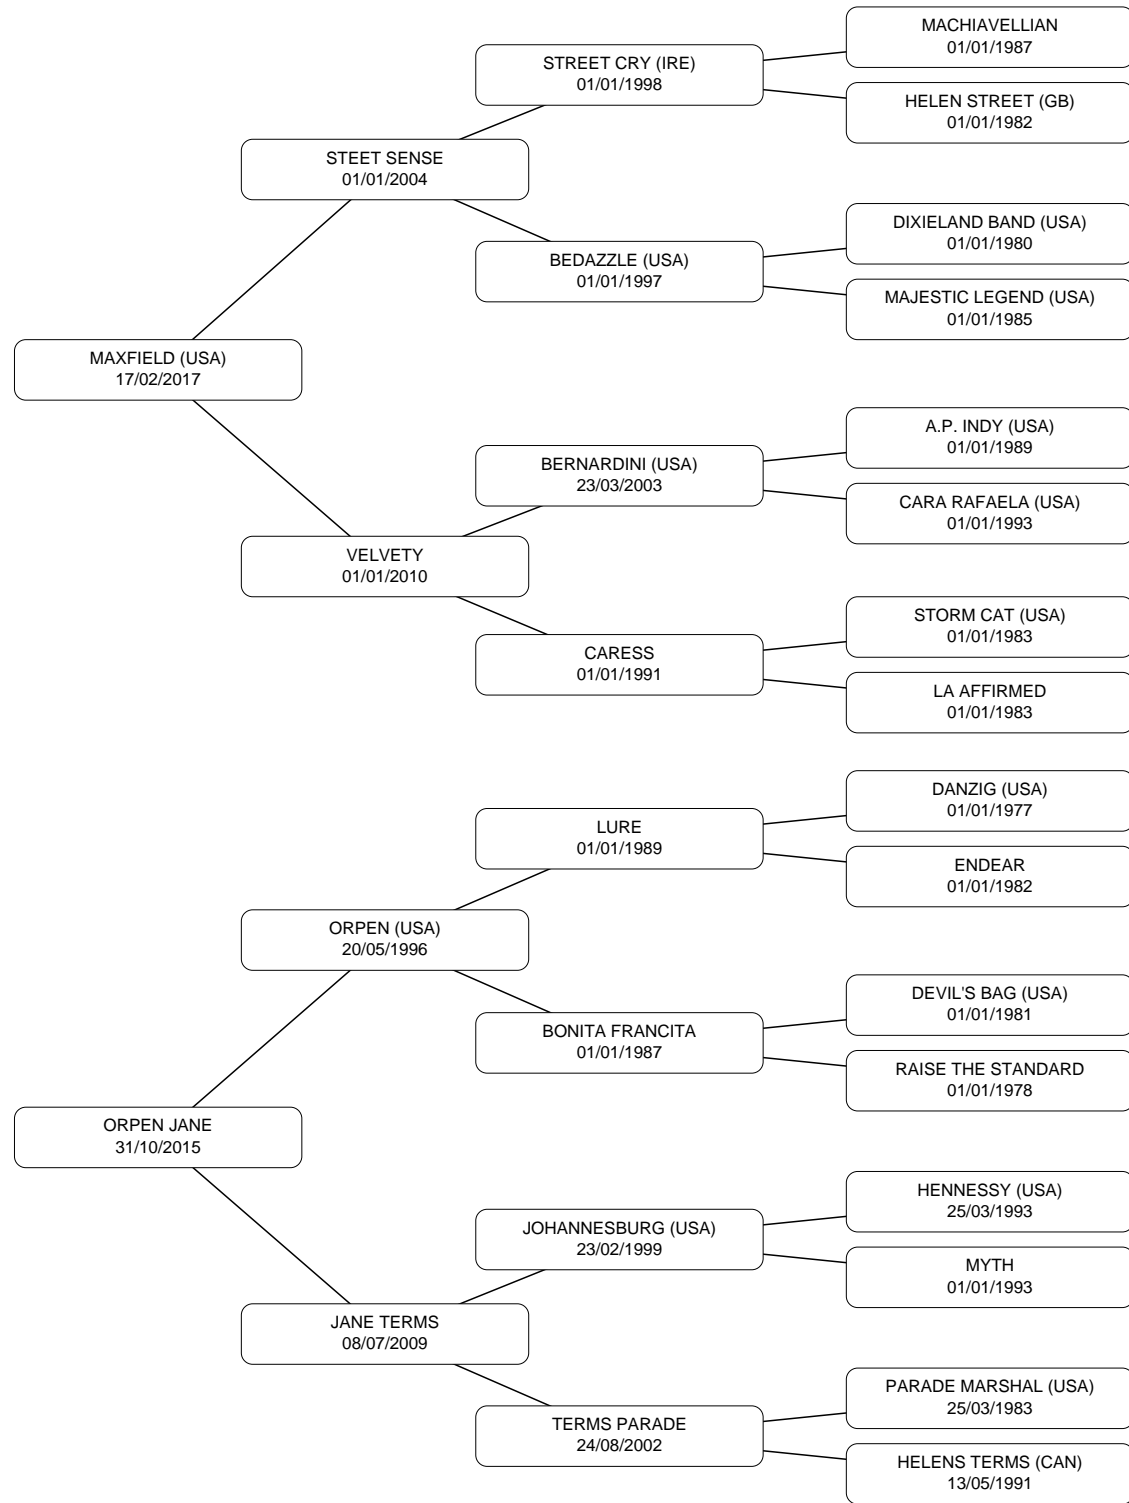 MACHIAVELLIAN
01/01/1987
STREET CRY (IRE)
01/01/1998
HELEN STREET (GB)
01/01/1982
STEET SENSE
01/01/2004
DIXIELAND BAND (USA)
01/01/1980
BEDAZZLE (USA)
01/01/1997
MAJESTIC LEGEND (USA)
01/01/1985
MAXFIELD (USA)
17/02/2017
A.P. INDY (USA)
01/01/1989
BERNARDINI (USA)
23/03/2003
CARA RAFAELA (USA)
01/01/1993
VELVETY
01/01/2010
STORM CAT (USA)
01/01/1983
CARESS
01/01/1991
LA AFFIRMED
01/01/1983
DANZIG (USA)
01/01/1977
LURE
01/01/1989
ENDEAR
01/01/1982
ORPEN (USA)
20/05/1996
DEVIL'S BAG (USA)
01/01/1981
BONITA FRANCITA
01/01/1987
RAISE THE STANDARD
01/01/1978
ORPEN JANE
31/10/2015
HENNESSY (USA)
25/03/1993
JOHANNESBURG (USA)
23/02/1999
MYTH
01/01/1993
JANE TERMS
08/07/2009
PARADE MARSHAL (USA)
25/03/1983
TERMS PARADE
24/08/2002
HELENS TERMS (CAN)
13/05/1991